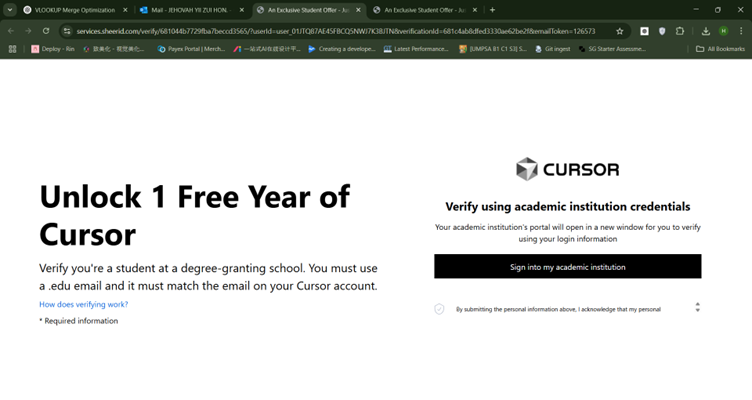 VLOOKUP Merge Optimization
Mail - JEHOVAH YII ZUI HON
An Exclusive Student Offer - Ju
An Exclusive Student Offer - Ju
services.sheerid.com/verify/681044b7729fba7beccd3565/?userId=user_01JTQ87AE45FBCQ5NWJ7K3BJTN&verificationId=681c4ab8dfed3330ae62be2f&emailToken=126573
Deploy - Rin
致美化 - 视觉美化...
Payex Portal | Merch...
一站式AI在线设计平...
Creating a develope...
Latest Performance...
[JUMPSA B1 C1 S3] S...
Git ingest
SG Starter Assessme...
All Bookmarks
CURSOR
Unlock 1 Free Year of
Cursor
Verify you're a student at a degree-granting school. You must use
a .edu email and it must match the email on your Cursor account.
How does verifying work?
* Required information
Verify using academic institution credentials
Your academic institution's portal will open in a new window for you to verify
using your login information
Sign into my academic institution
By submitting the personal information above, I acknowledge that my personal